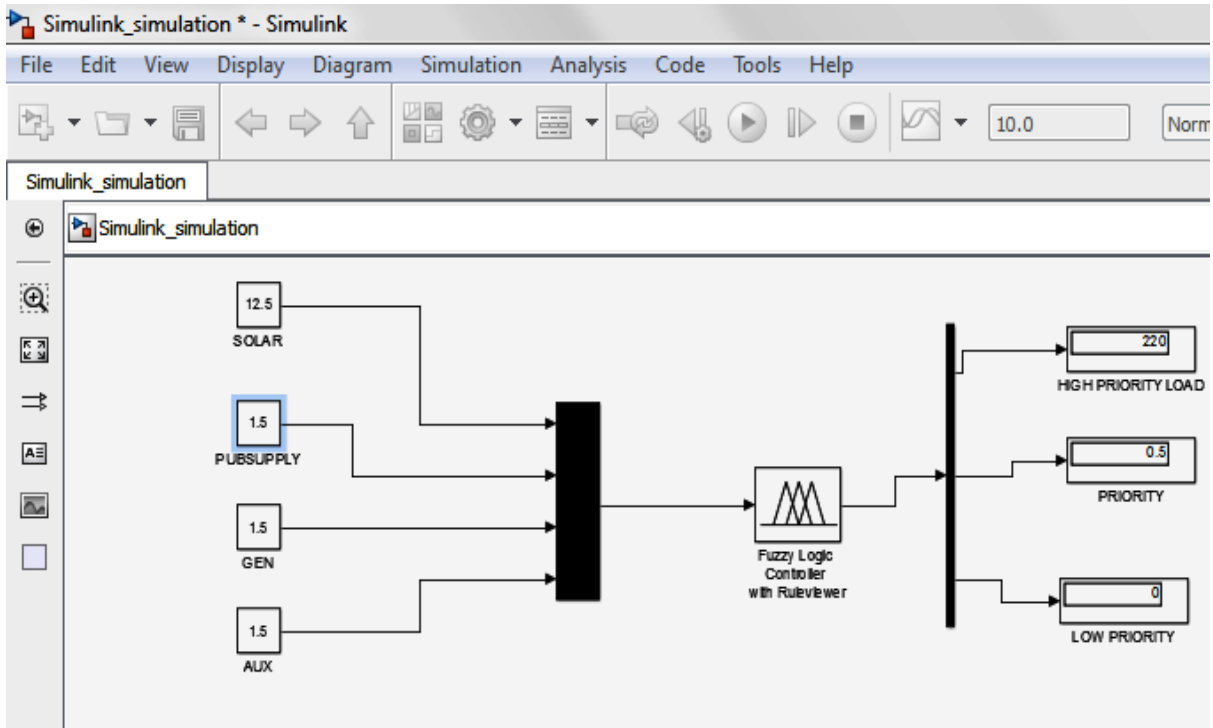 Simulink_simulation * - Simulink
File Edit View Display Diagram Simulation Analysis Code Tools Help
10.0 Norm
Simulink_simulation
Simulink_simulation
12.5
SOLAR
1.5
PUBSUPPLY
1.5
GEN
1.5
AUX
Fuzzy Logic
Controller
with Ruleviewer
220
HIGH PRIORITY LOAD
0.5
PRIORITY
0
LOW PRIORITY